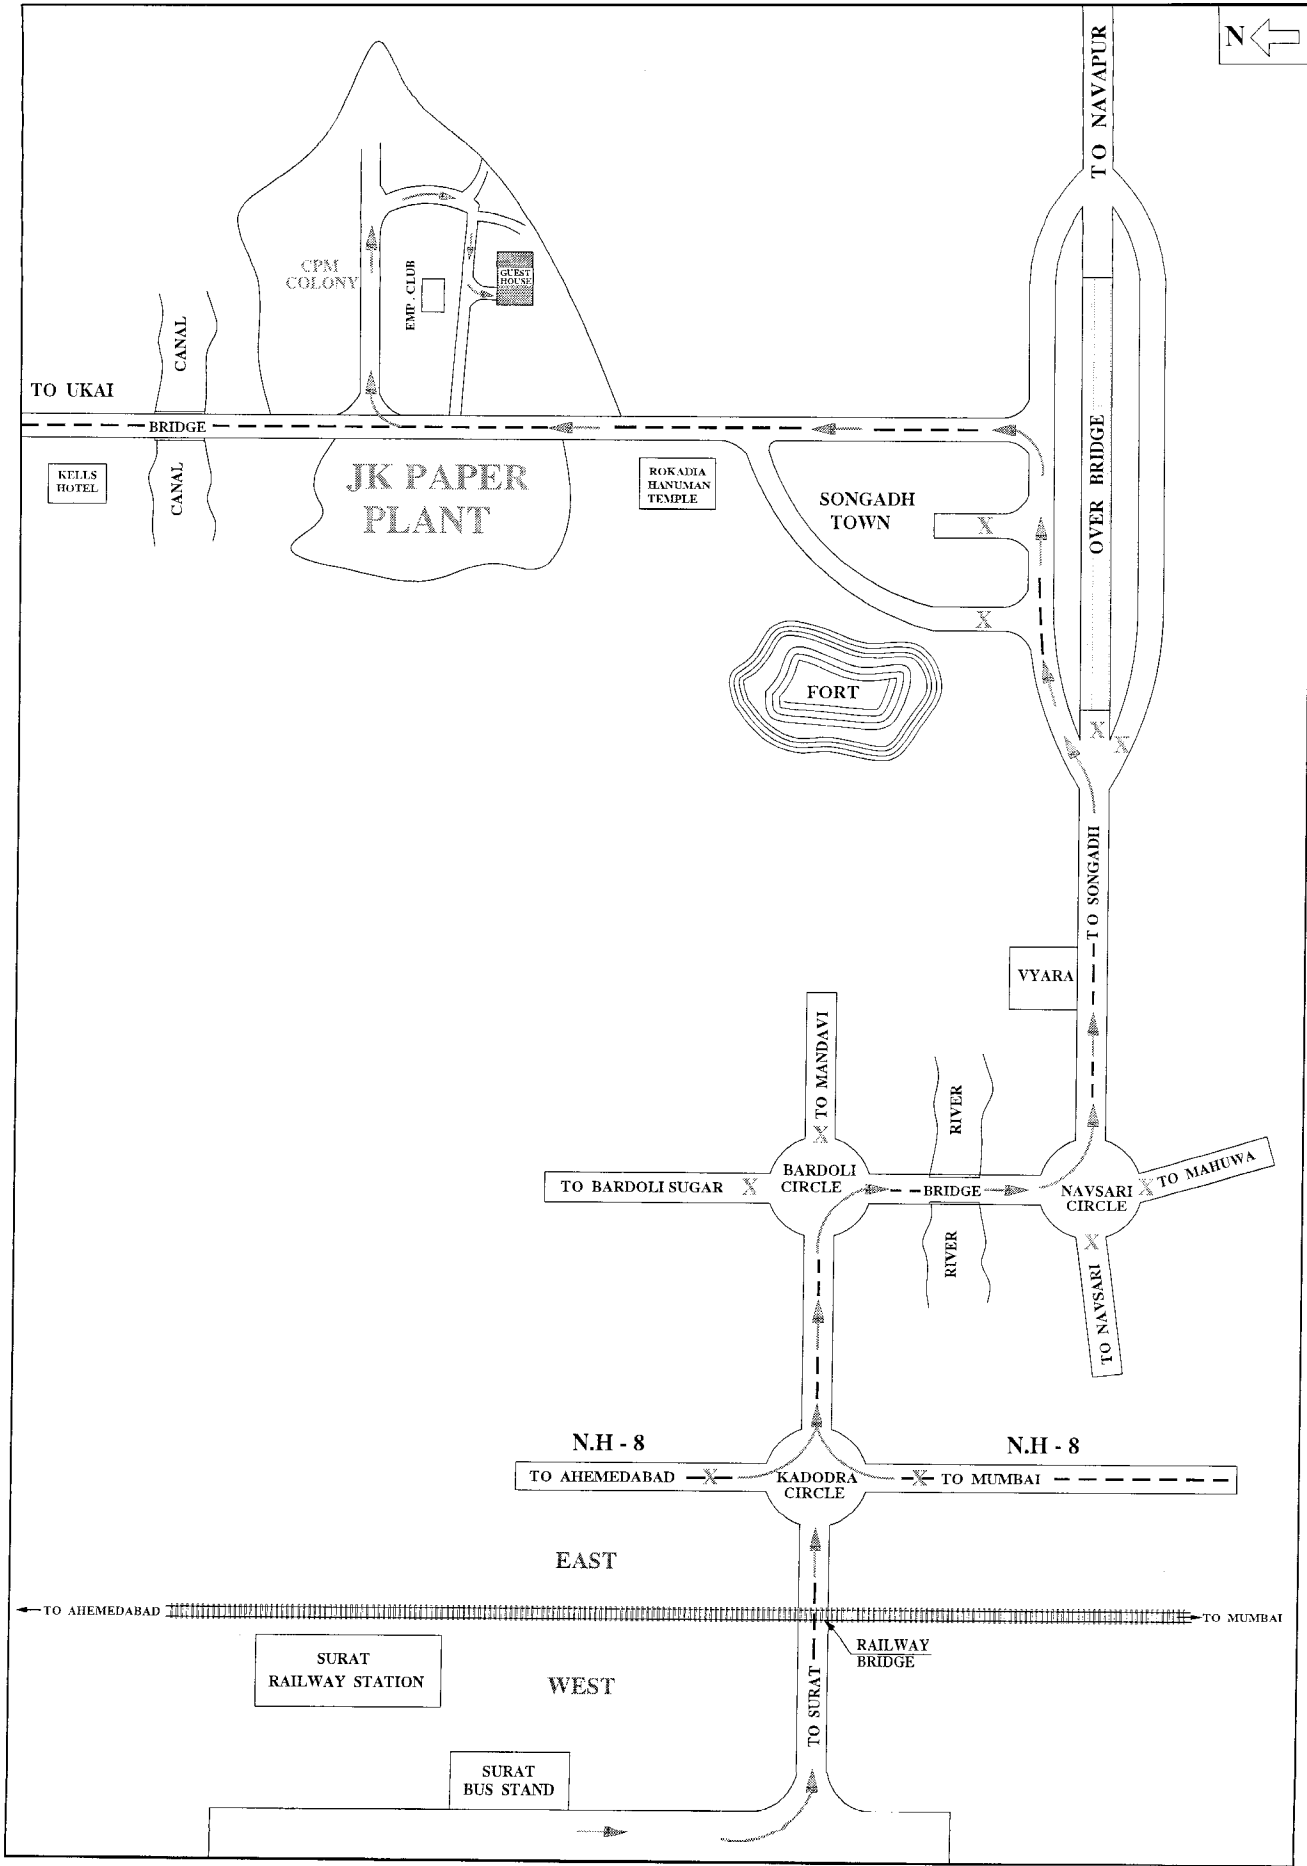 N
TO NAVAPUR
CPM
COLONY
EMP. CLUB
GUEST
HOUSE
CANAL
TO UKAI
BRIDGE
KELLS
HOTEL
CANAL
JK PAPER
PLANT
ROKADIA
HANUMAN
TEMPLE
SONGADH
TOWN
X
OVER BRIDGE
X
FORT
X
X
TO SONGADH
VYARA
TO MANDAVI
X
RIVER
BARDOLI
CIRCLE
TO BARDOLI SUGAR X
BRIDGE
NAVSARI
CIRCLE
X TO MAHUWA
RIVER
X
TO NAVSARI
N.H - 8
N.H - 8
TO AHEMEDABAD X
KADODRA
CIRCLE
X TO MUMBAI
EAST
TO AHEMEDABAD
TO MUMBAI
RAILWAY
BRIDGE
SURAT
RAILWAY STATION
WEST
TO SURAT
SURAT
BUS STAND